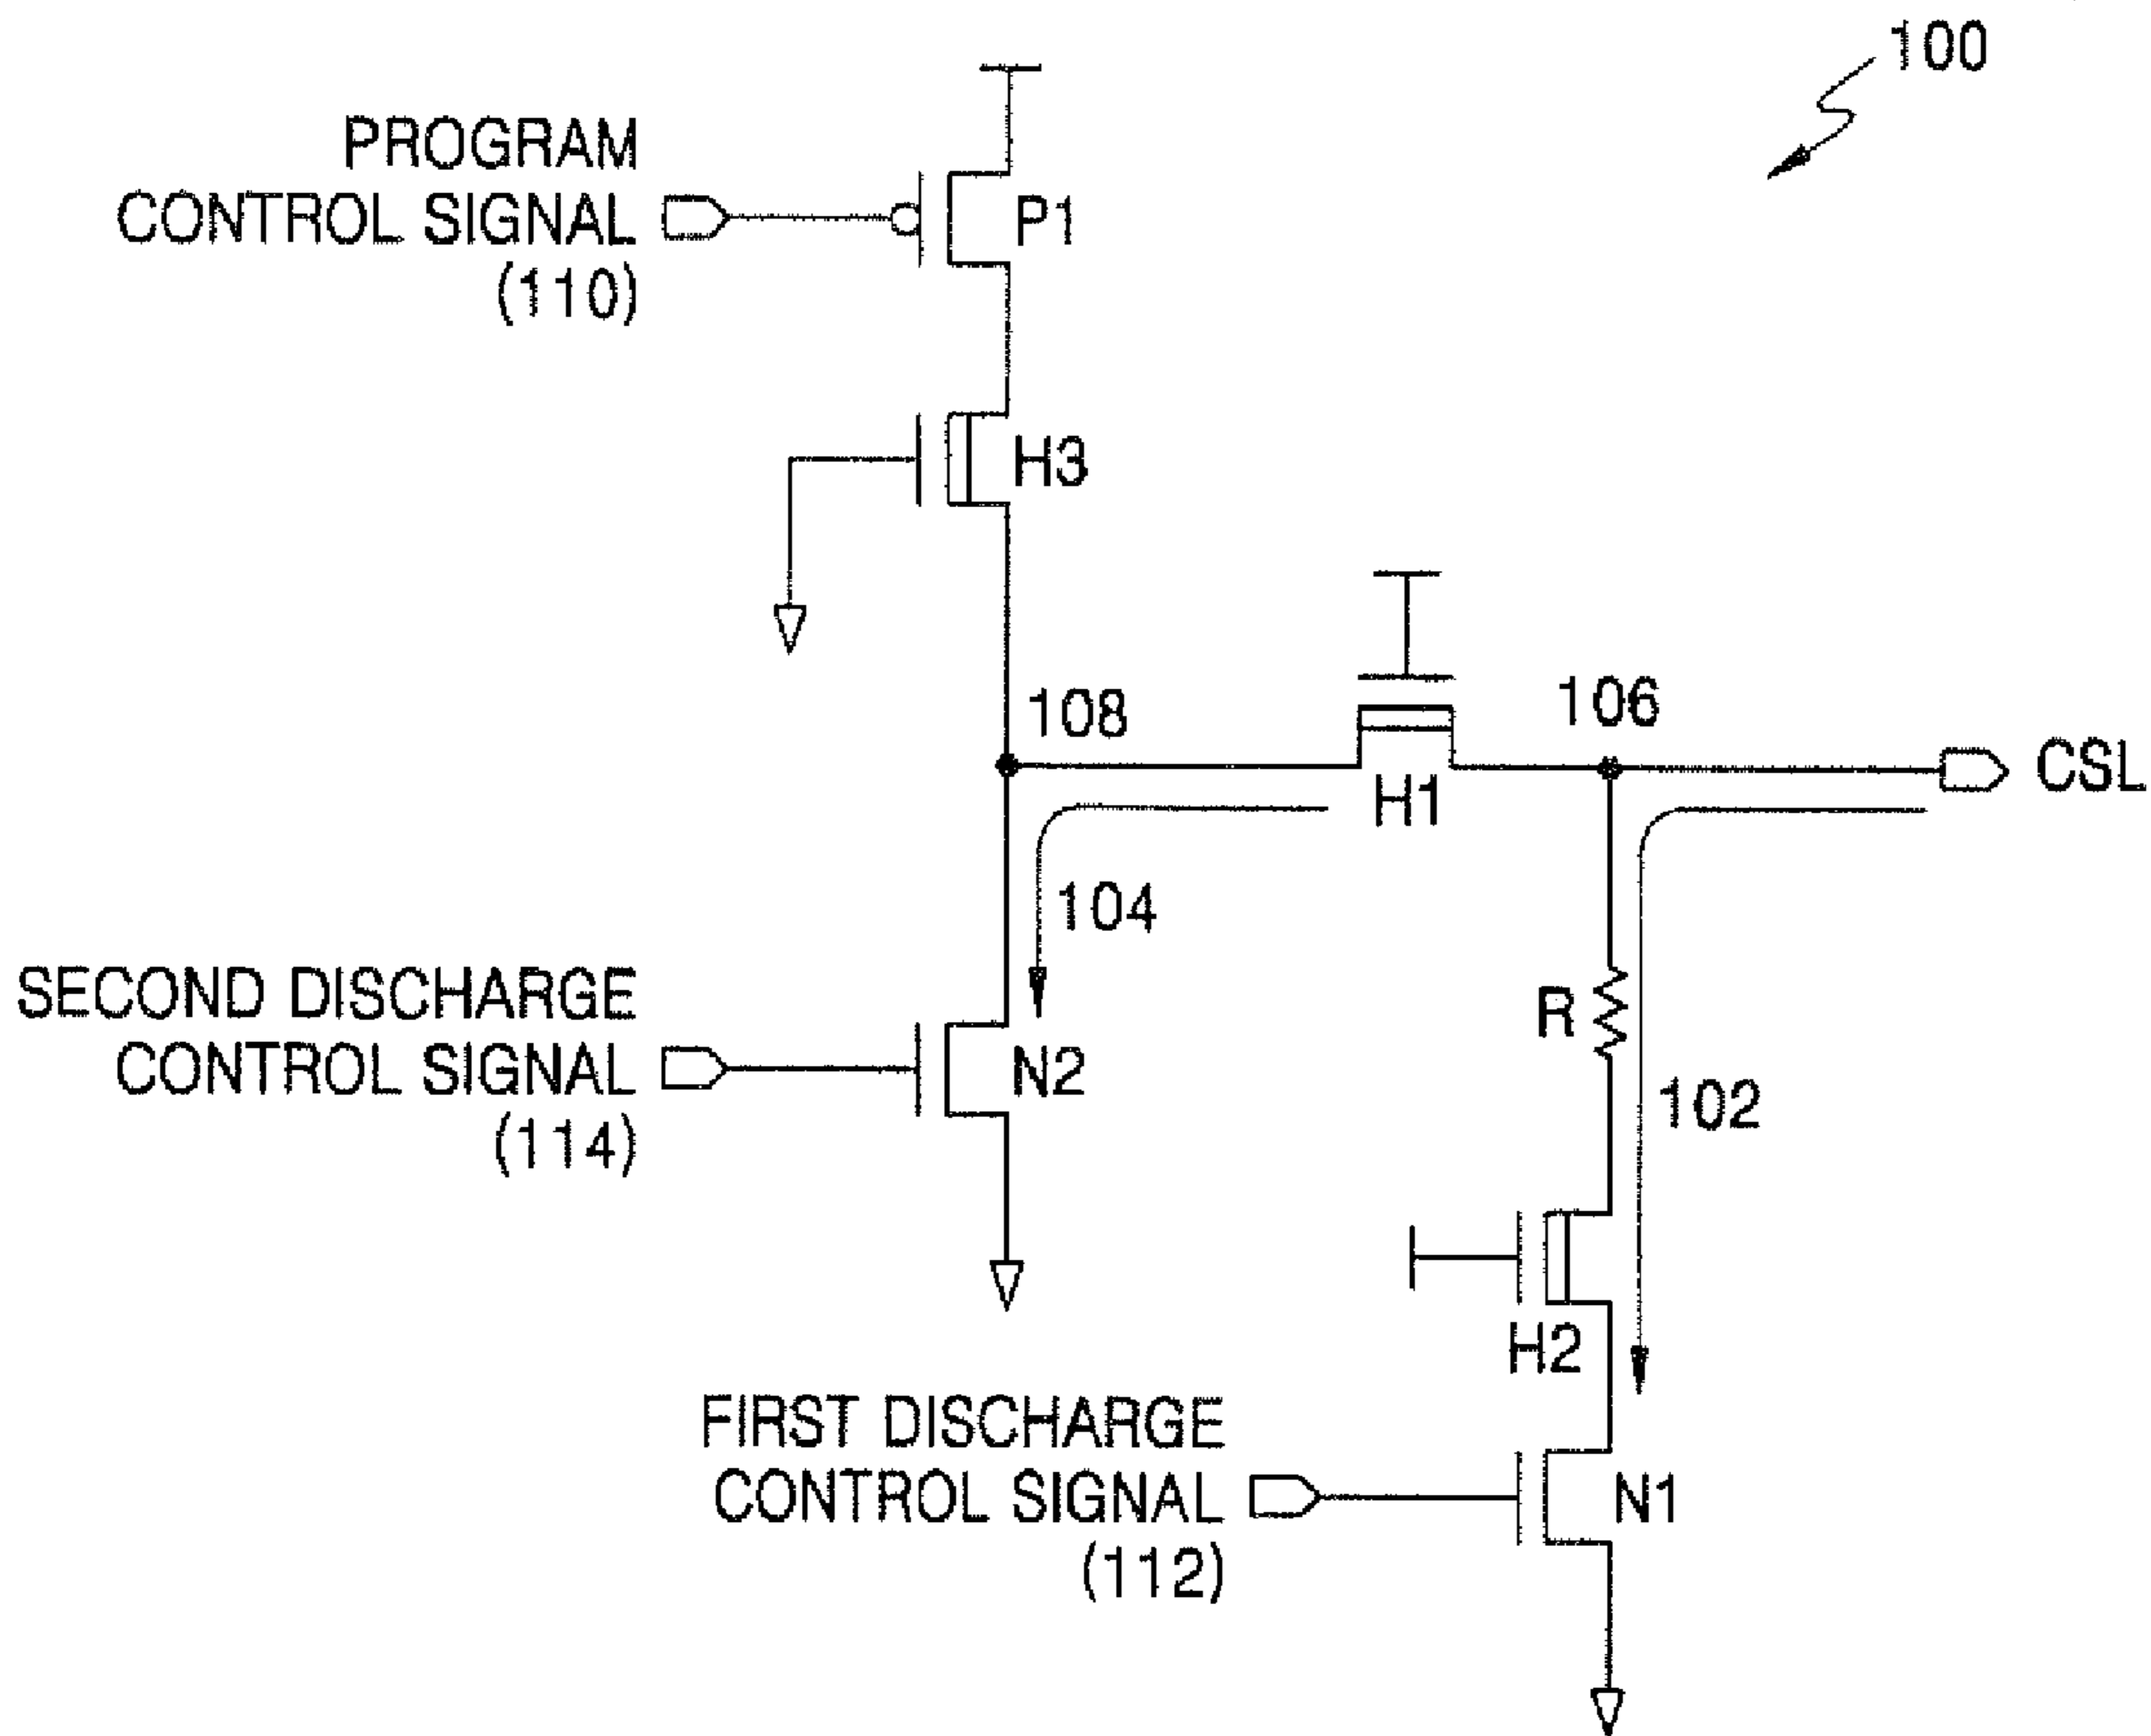 100
PROGRAM
CONTROL SIGNAL
(110)
P1
H3
108
106
CSL
H1
104
SECOND DISCHARGE
CONTROL SIGNAL
(114)
N2
R
102
H2
FIRST DISCHARGE
CONTROL SIGNAL
(112)
N1